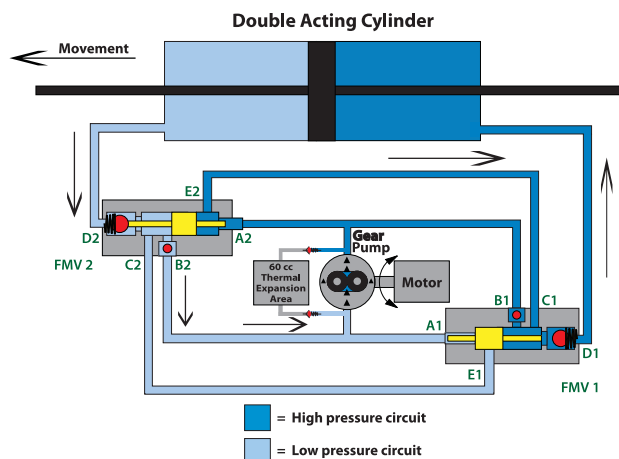 Double Acting Cylinder
Movement
E2
D2
A2
C2
B2
FMV 2
Gear
Pump
60 cc
Thermal
Expansion
Area
Motor
B1
C1
A1
D1
E1
FMV 1
= High pressure circuit
= Low pressure circuit